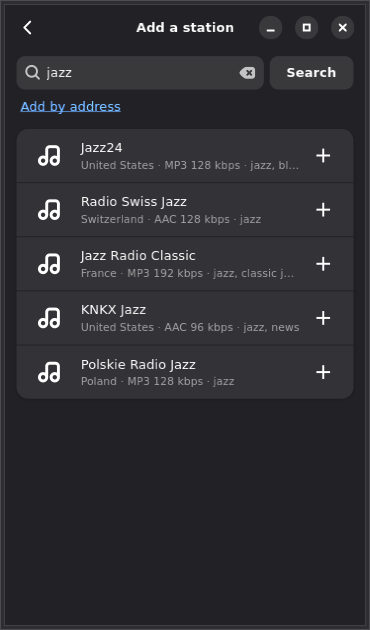 Add a station
jazz
Search
Add by address
Jazz24
United States · MP3 128 kbps · jazz, bl...
Radio Swiss Jazz
Switzerland · AAC 128 kbps · jazz
Jazz Radio Classic
France · MP3 192 kbps · jazz, classic j...
KNKX Jazz
United States · AAC 96 kbps · jazz, news
Polskie Radio Jazz
Poland · MP3 128 kbps · jazz